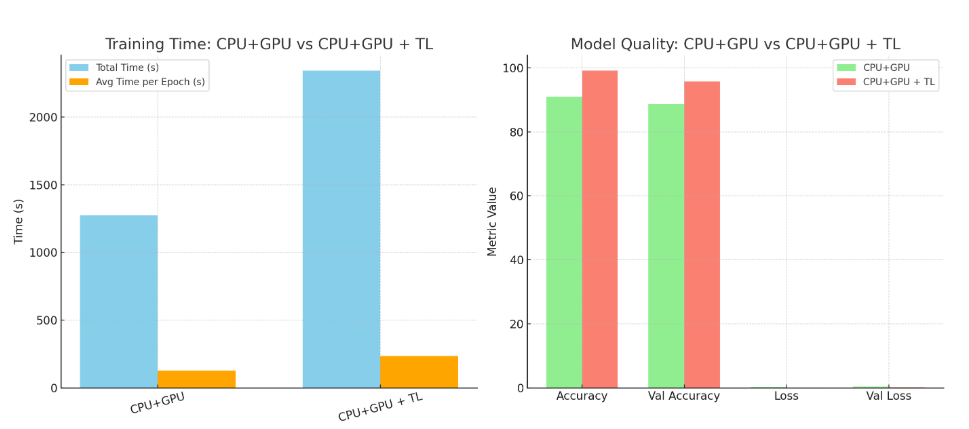 Training Time: CPU+GPU vs CPU+GPU + TL
Total Time (s)
Avg Time per Epoch (s)
Time (s)
2000
1500
1000
500
0
CPU+GPU
CPU+GPU + TL
Model Quality: CPU+GPU vs CPU+GPU + TL
CPU+GPU
CPU+GPU + TL
Metric Value
100
80
60
40
20
0
Accuracy
Val Accuracy
Loss
Val Loss